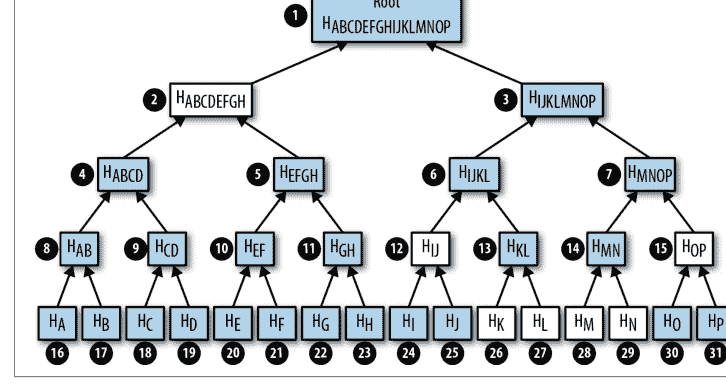 Root
1 HABCDEFGHIJKLMNOP
2 HABCDEFGH 3 HIJKLMNOP
4 HABCD 5 HEFGH 6 HIJKL 7 HMNOP
8 HAB 9 HCD 10 HEF 11 HGH 12 HIJ 13 HKL 14 HMN 15 HOP
HA HB HC HD HE HF HG HH HI HJ HK HL HM HN HO HP
16 17 18 19 20 21 22 23 24 25 26 27 28 29 30 31